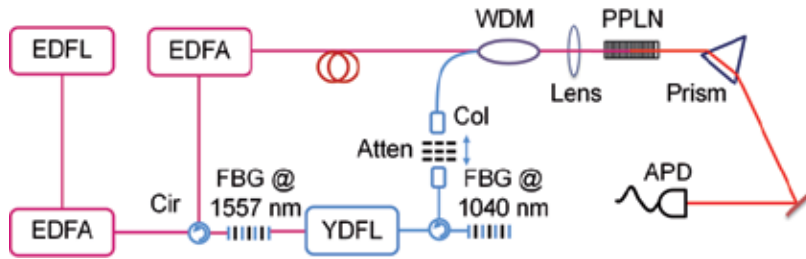 EDFL
EDFA
WDM
PPLN
Lens
Prism
Col
Atten
APD
Cir
FBG @
1557 nm
FBG @
1040 nm
EDFA
YDFL